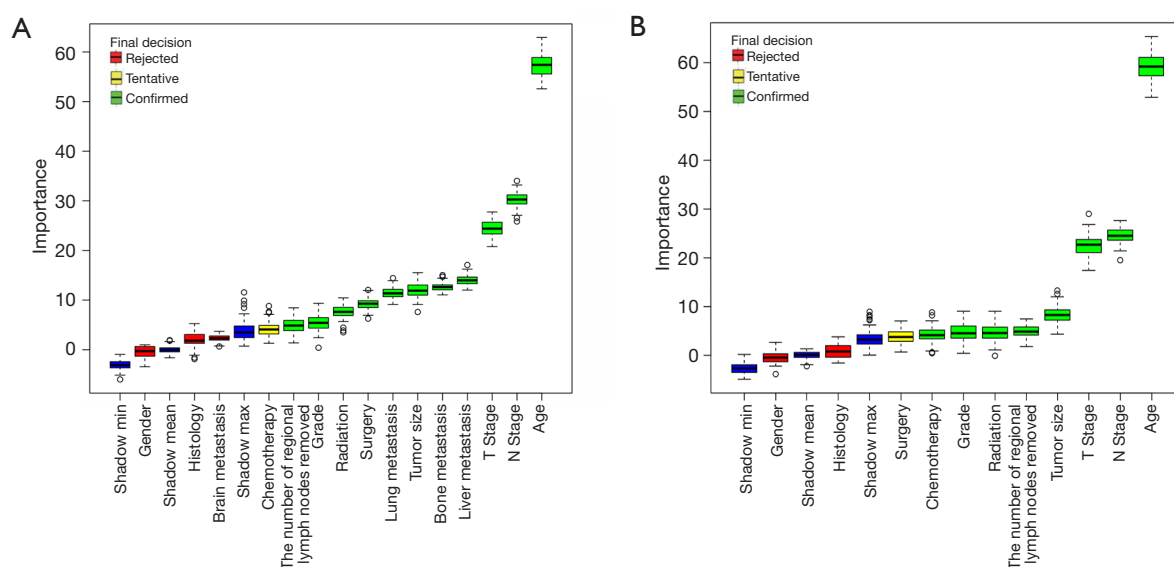 A
Final decision
Rejected
Tentative
Confirmed
Importance
60
50
40
30
20
10
0
Shadow min
Gender
Shadow mean
Histology
Brain metastasis
Shadow max
Chemotherapy
The number of regional
lymph nodes removed
Grade
Radiation
Surgery
Lung metastasis
Tumor size
Bone metastasis
Liver metastasis
T Stage
N Stage
Age
B
Final decision
Rejected
Tentative
Confirmed
Importance
60
50
40
30
20
10
0
Shadow min
Gender
Shadow mean
Histology
Shadow max
Surgery
Chemotherapy
Grade
Radiation
The number of regional
lymph nodes removed
Tumor size
T Stage
N Stage
Age